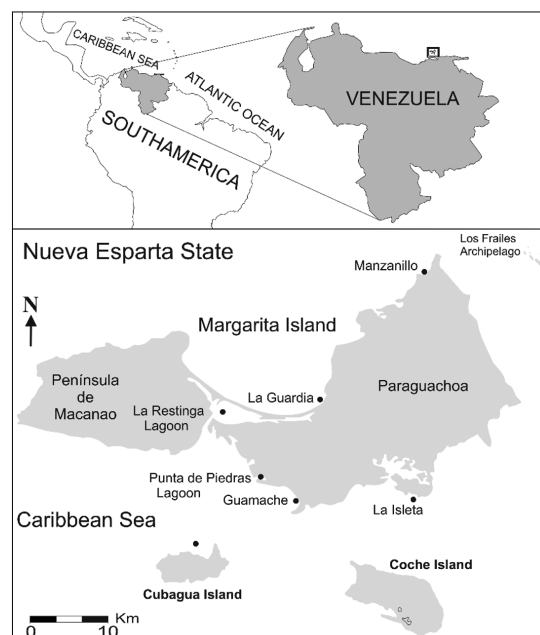 CARIBBEAN SEA
ATLANTIC OCEAN
SOUTHAMERICA
VENEZUELA
Nueva Esparta State
Los Frailes
Archipelago
Manzanillo
N
Margarita Island
Península
de
Macanao
La Guardia
Paraguachoa
La Restinga
Lagoon
Punta de Piedras
Lagoon
Guamache
La Isleta
Caribbean Sea
Coche Island
Cubagua Island
Km
0
10